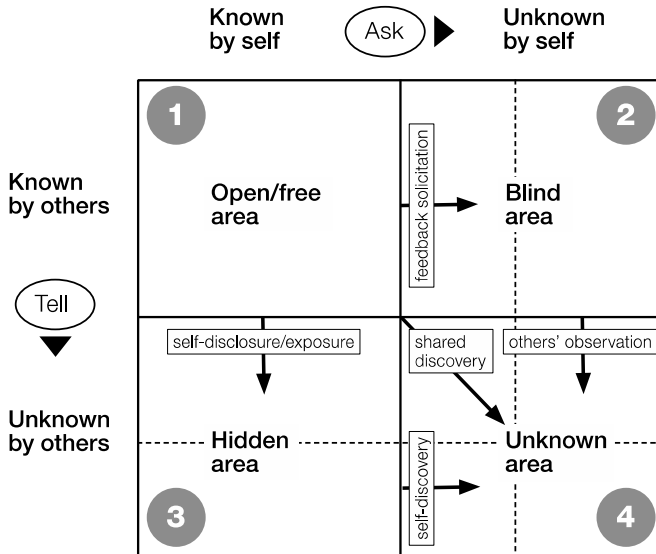 Known
by self
Ask
Unknown
by self
1
2
Known
by others
Open/free
area
feedback solicitation
Blind
area
Tell
self-disclosure/exposure
shared
discovery
others' observation
Unknown
by others
Hidden
area
self-discovery
Unknown
area
3
4